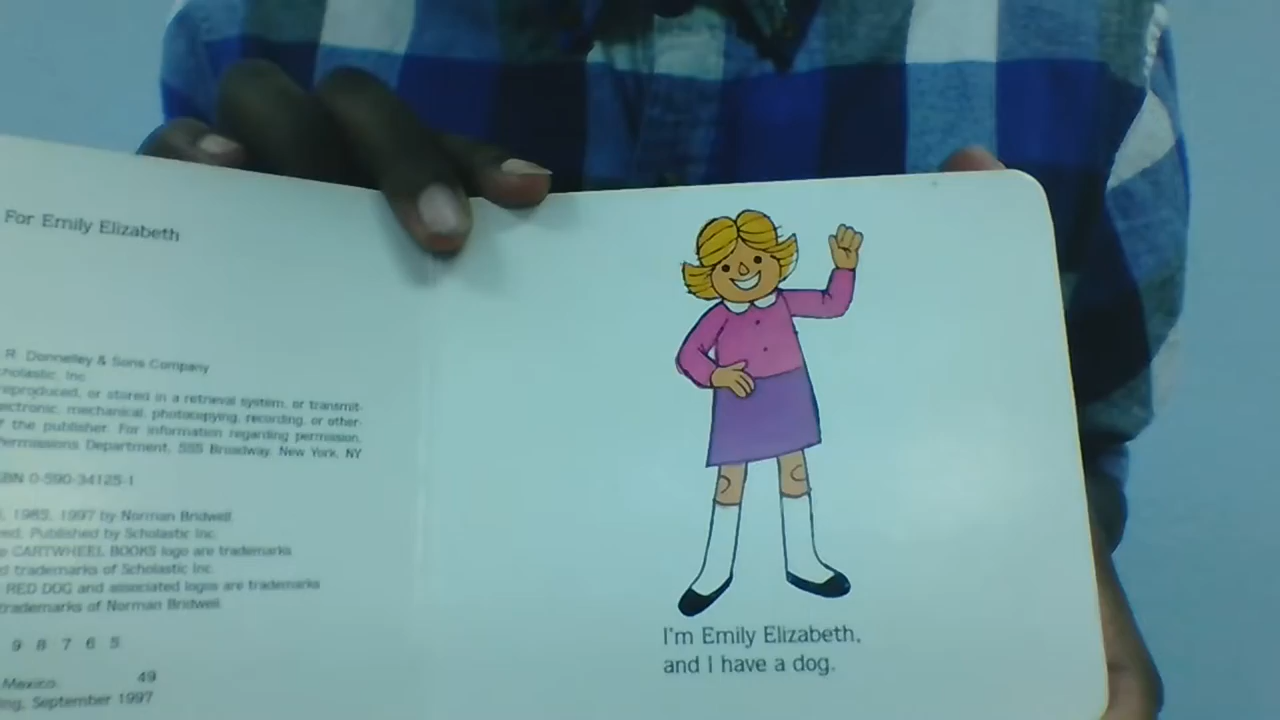 For Emily Elizabeth
R. Donnelley & Sons Company
Scholastic, Inc.
reproduced, or stored in a retrieval system, or transmit-
electronic, mechanical, photocopying, recording, or other-
the publisher. For information regarding permission,
Permissions Department, 555 Broadway, New York, NY
ISBN 0-590-34125-1
1985, 1997 by Norman Bridwell.
Published by Scholastic Inc.
CARTWHEEL BOOKS logo are trademarks
trademarks of Scholastic Inc.
RED DOG and associated logos are trademarks
trademarks of Norman Bridwell.
9 8 7 6 5
Mexico 49
September 1997
I'm Emily Elizabeth,
and I have a dog.